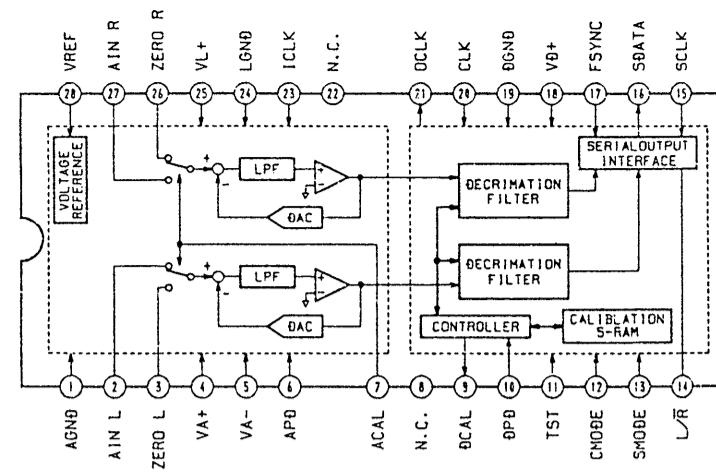 VREF
AIN R
ZERO R
VL+
LGND
ICLK
N.C.
OCLK
CLK
DGND
VD+
FSYNC
SDATA
SCLK
28
27
26
25
24
23
22
21
20
19
18
17
16
15
VOLTAGE
REFERENCE
+
-
LPF
+
-
DAC
DECRIMATION
FILTER
SERIALOUTPUT
INTERFACE
+
-
LPF
+
-
DAC
DECRIMATION
FILTER
CONTROLLER
CALIBLATION
S-RAM
1
2
3
4
5
6
7
8
9
10
11
12
13
14
AGND
AIN L
ZERO L
VA+
VA-
APD
ACAL
N.C.
DCAL
DPD
TST
CMODE
SMODE
L/R̅